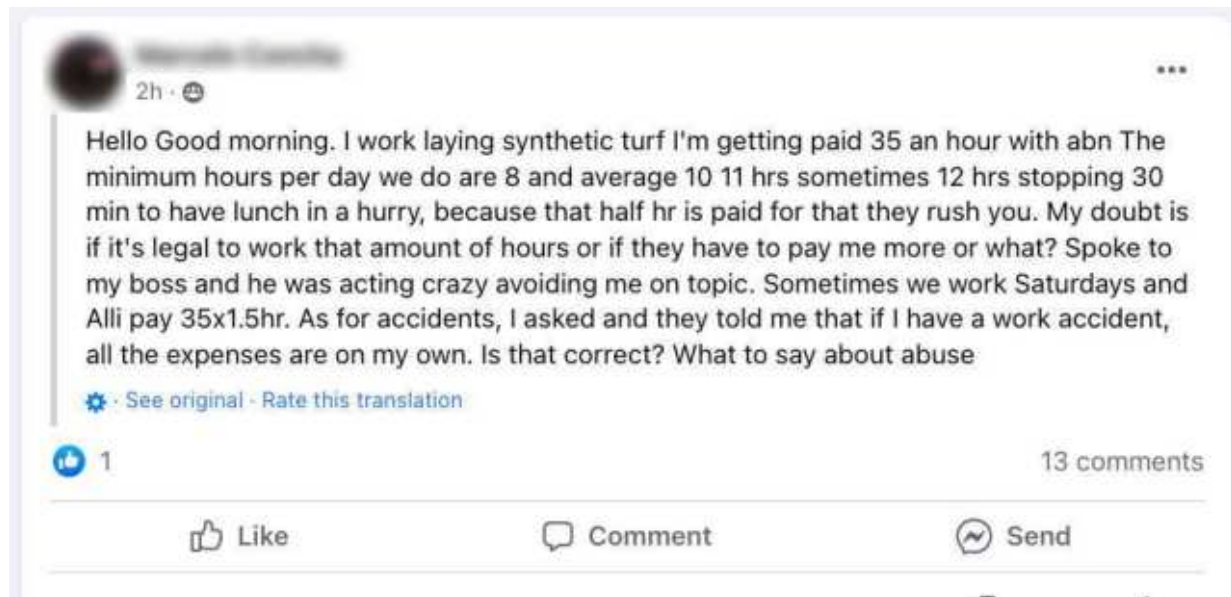 2h ·
Hello Good morning. I work laying synthetic turf I'm getting paid 35 an hour with abn The
minimum hours per day we do are 8 and average 10 11 hrs sometimes 12 hrs stopping 30
min to have lunch in a hurry, because that half hr is paid for that they rush you. My doubt is
if it's legal to work that amount of hours or if they have to pay me more or what? Spoke to
my boss and he was acting crazy avoiding me on topic. Sometimes we work Saturdays and
Alli pay 35x1.5hr. As for accidents, I asked and they told me that if I have a work accident,
all the expenses are on my own. Is that correct? What to say about abuse
· See original · Rate this translation
1 13 comments
Like Comment Send